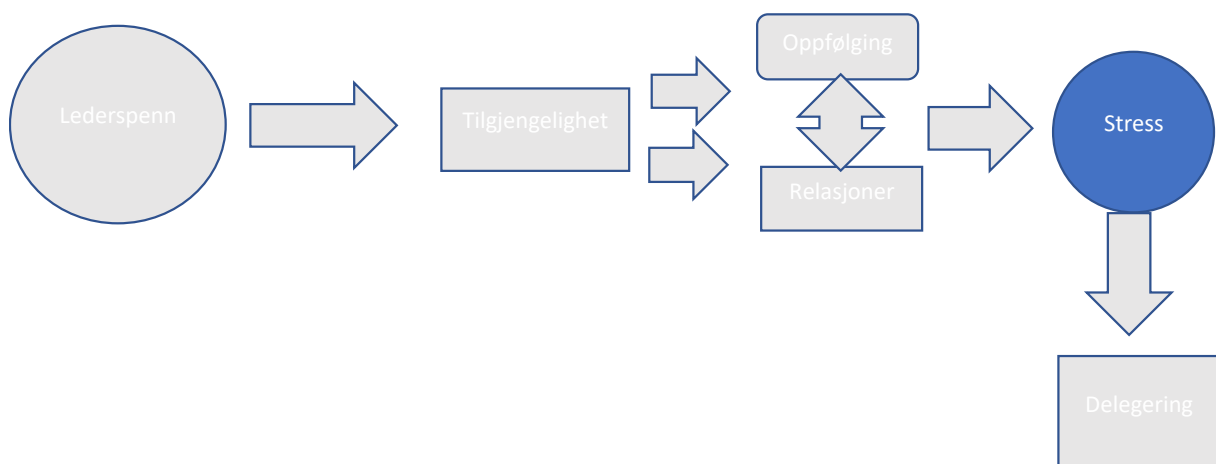 Lederspenn
Tilgjengelighet
Oppfølging
Relasjoner
Stress
Delegering